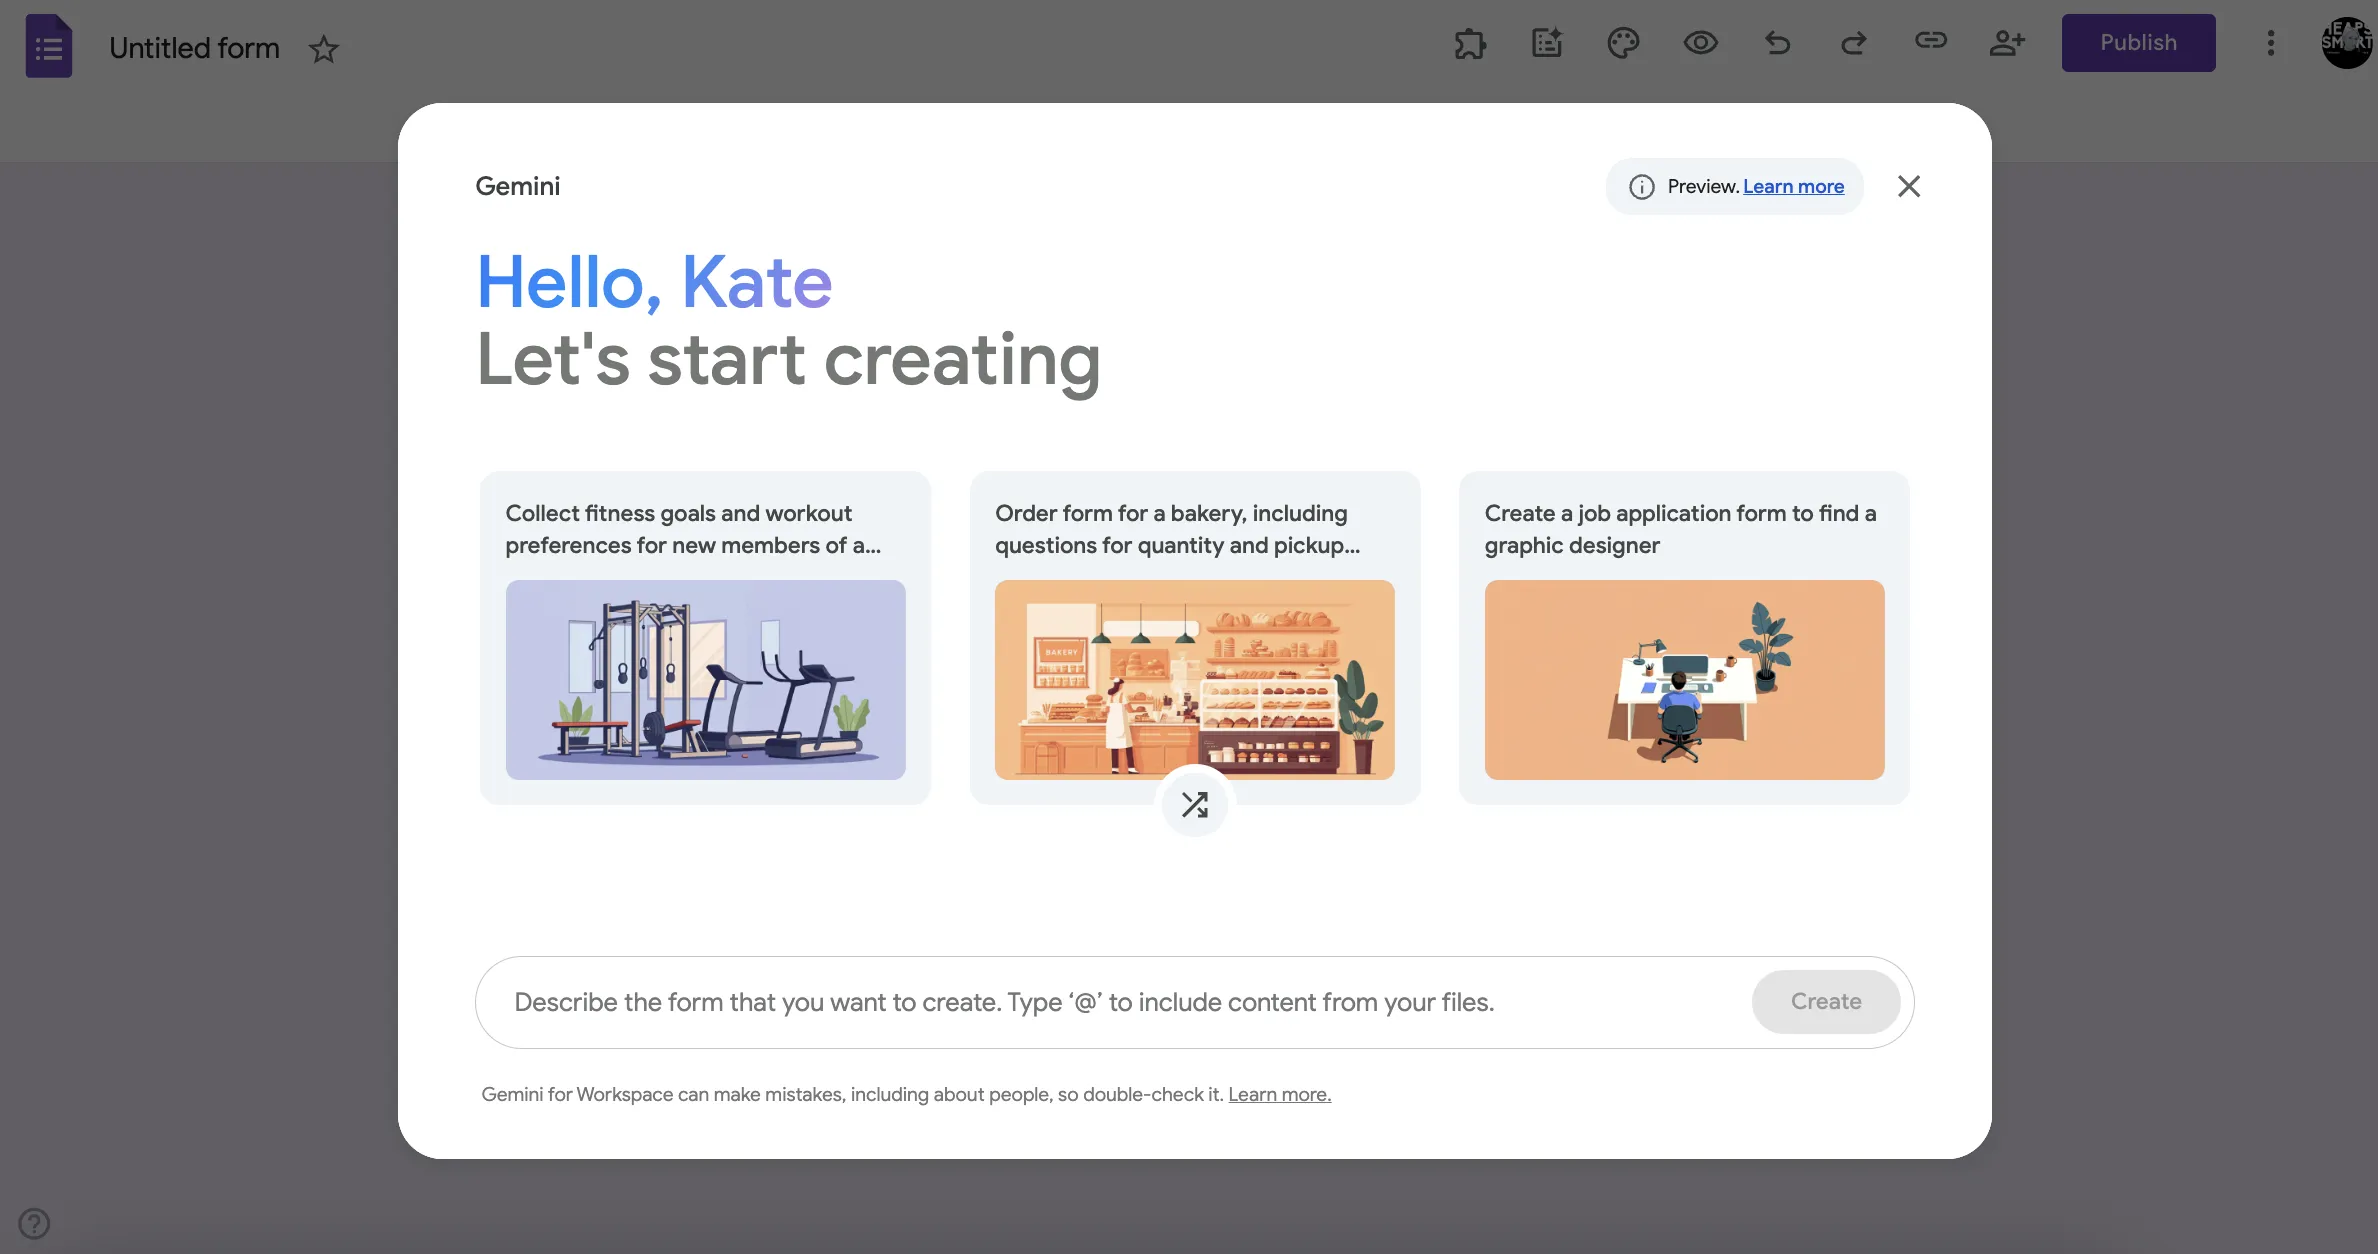 Untitled form
Publish
HEAPS
SMART
Gemini
Preview. Learn more
Hello, Kate
Let's start creating
Collect fitness goals and workout
preferences for new members of a...
Order form for a bakery, including
questions for quantity and pickup...
Create a job application form to find a
graphic designer
BAKERY
Describe the form that you want to create. Type ‘@’ to include content from your files.
Create
Gemini for Workspace can make mistakes, including about people, so double-check it. Learn more.